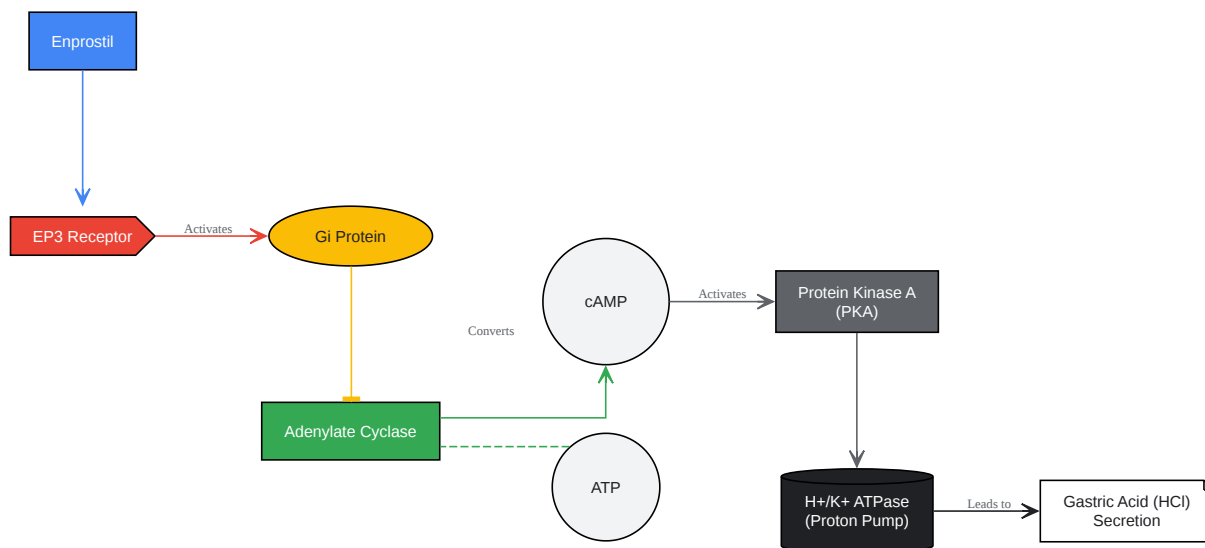 Enprostil
EP3 Receptor
Activates
Gi Protein
cAMP
Activates
Protein Kinase A
(PKA)
Converts
Adenylate Cyclase
ATP
H+/K+ ATPase
(Proton Pump)
Leads to
Gastric Acid (HCl)
Secretion